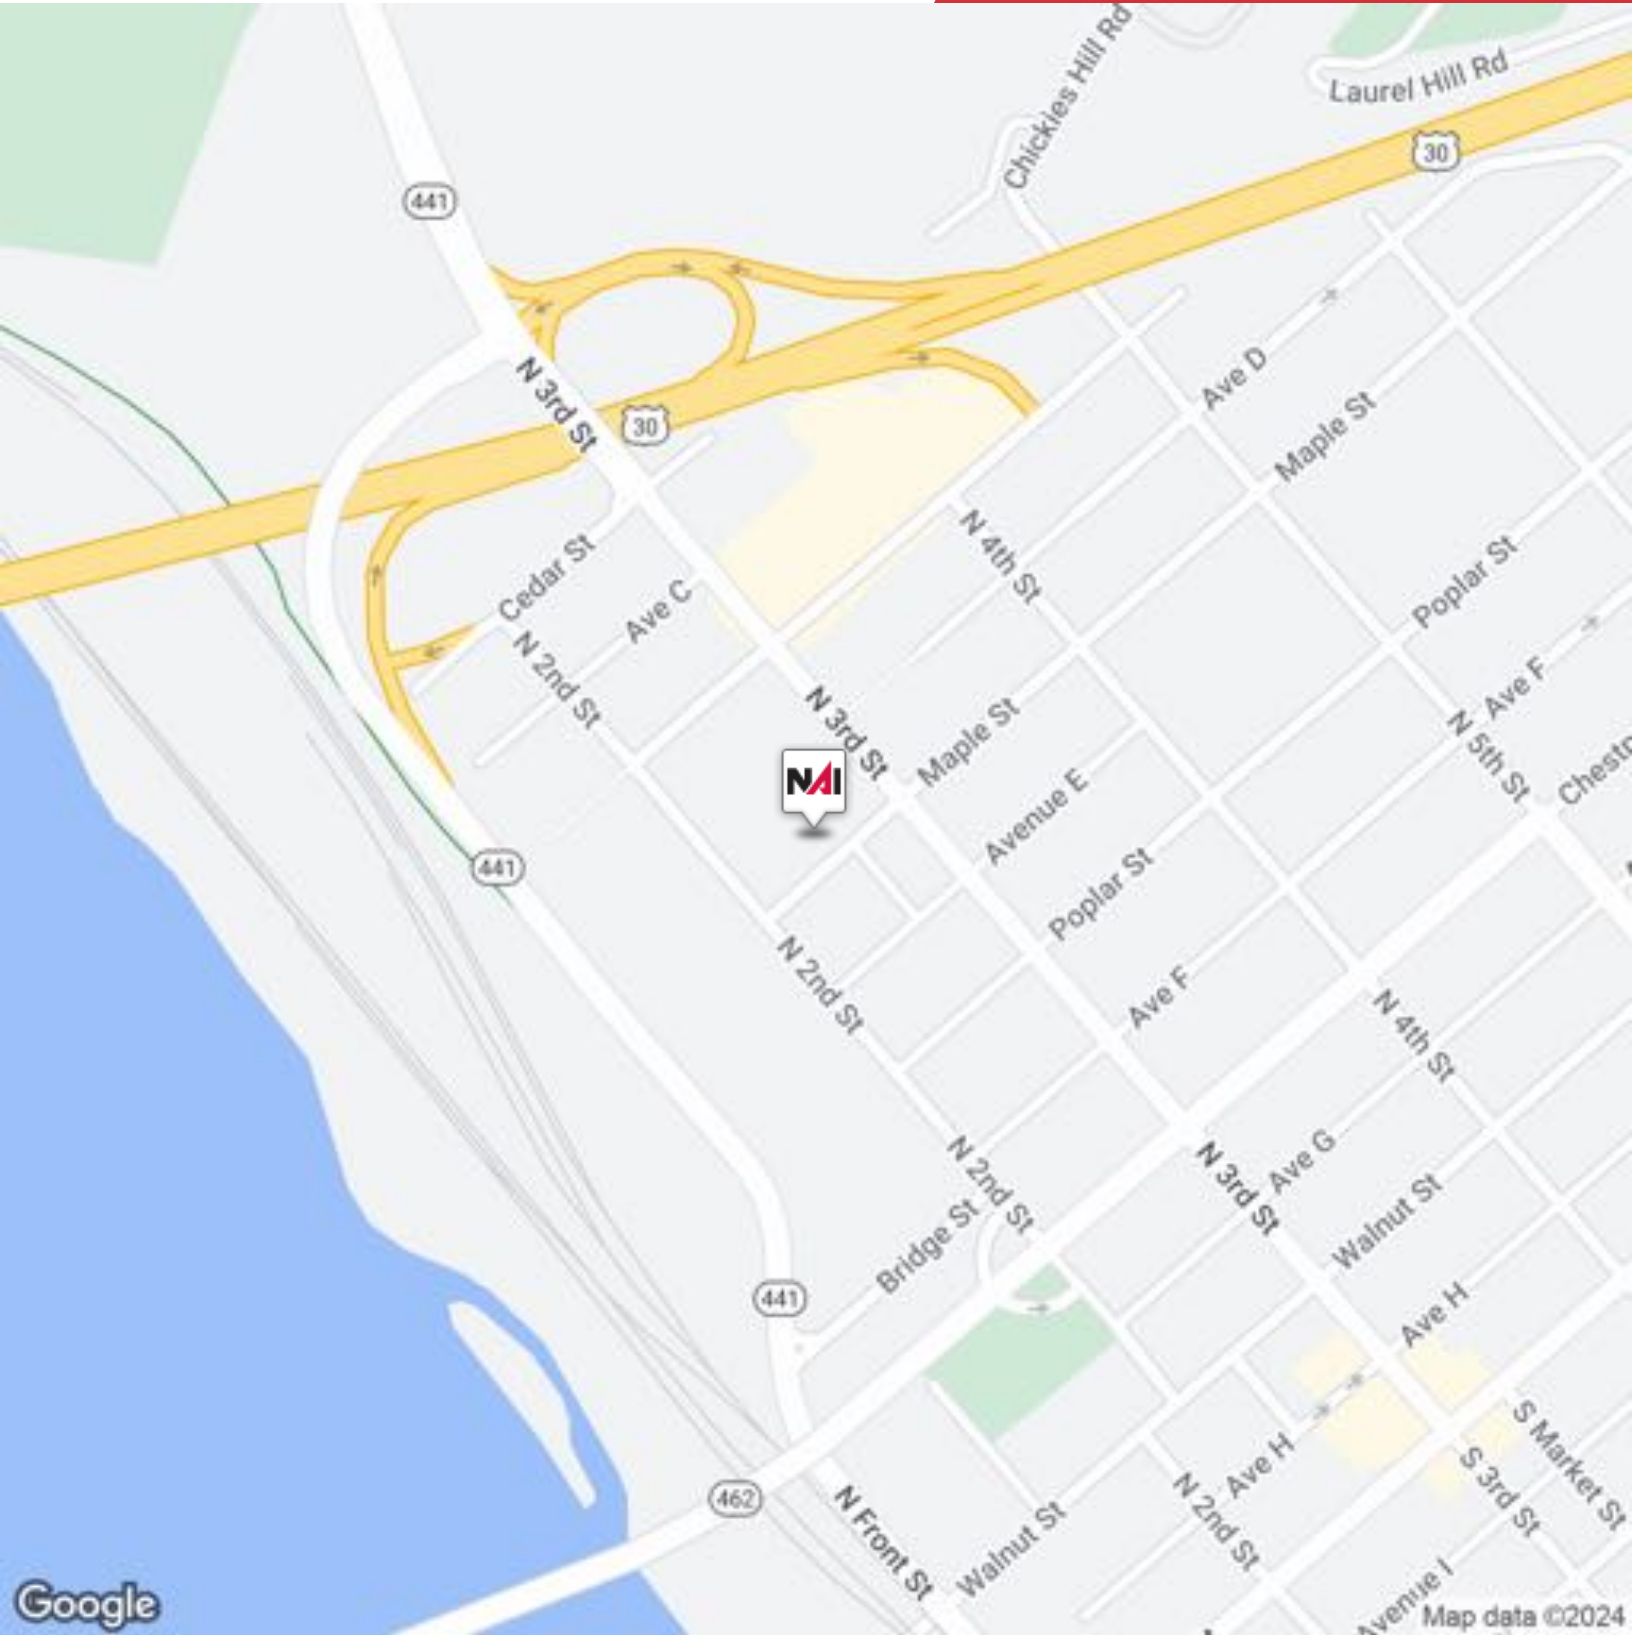 Chickies Hill Rd
Laurel Hill Rd
30
441
N 3rd St
30
Ave D
Maple St
Cedar St
N 4th St
Ave C
Poplar St
N 2nd St
Ave F
N 3rd St
Maple St
N 5th St
NAI
Avenue E
441
Poplar St
N 2nd St
Ave F
N 4th St
N 2nd St
N 3rd St
Ave G
Walnut St
Bridge St
441
Ave H
S Market St
Ave H
S 3rd St
462
N 2nd St
N Front St
Walnut St
Avenue I
Google
Map data ©2024